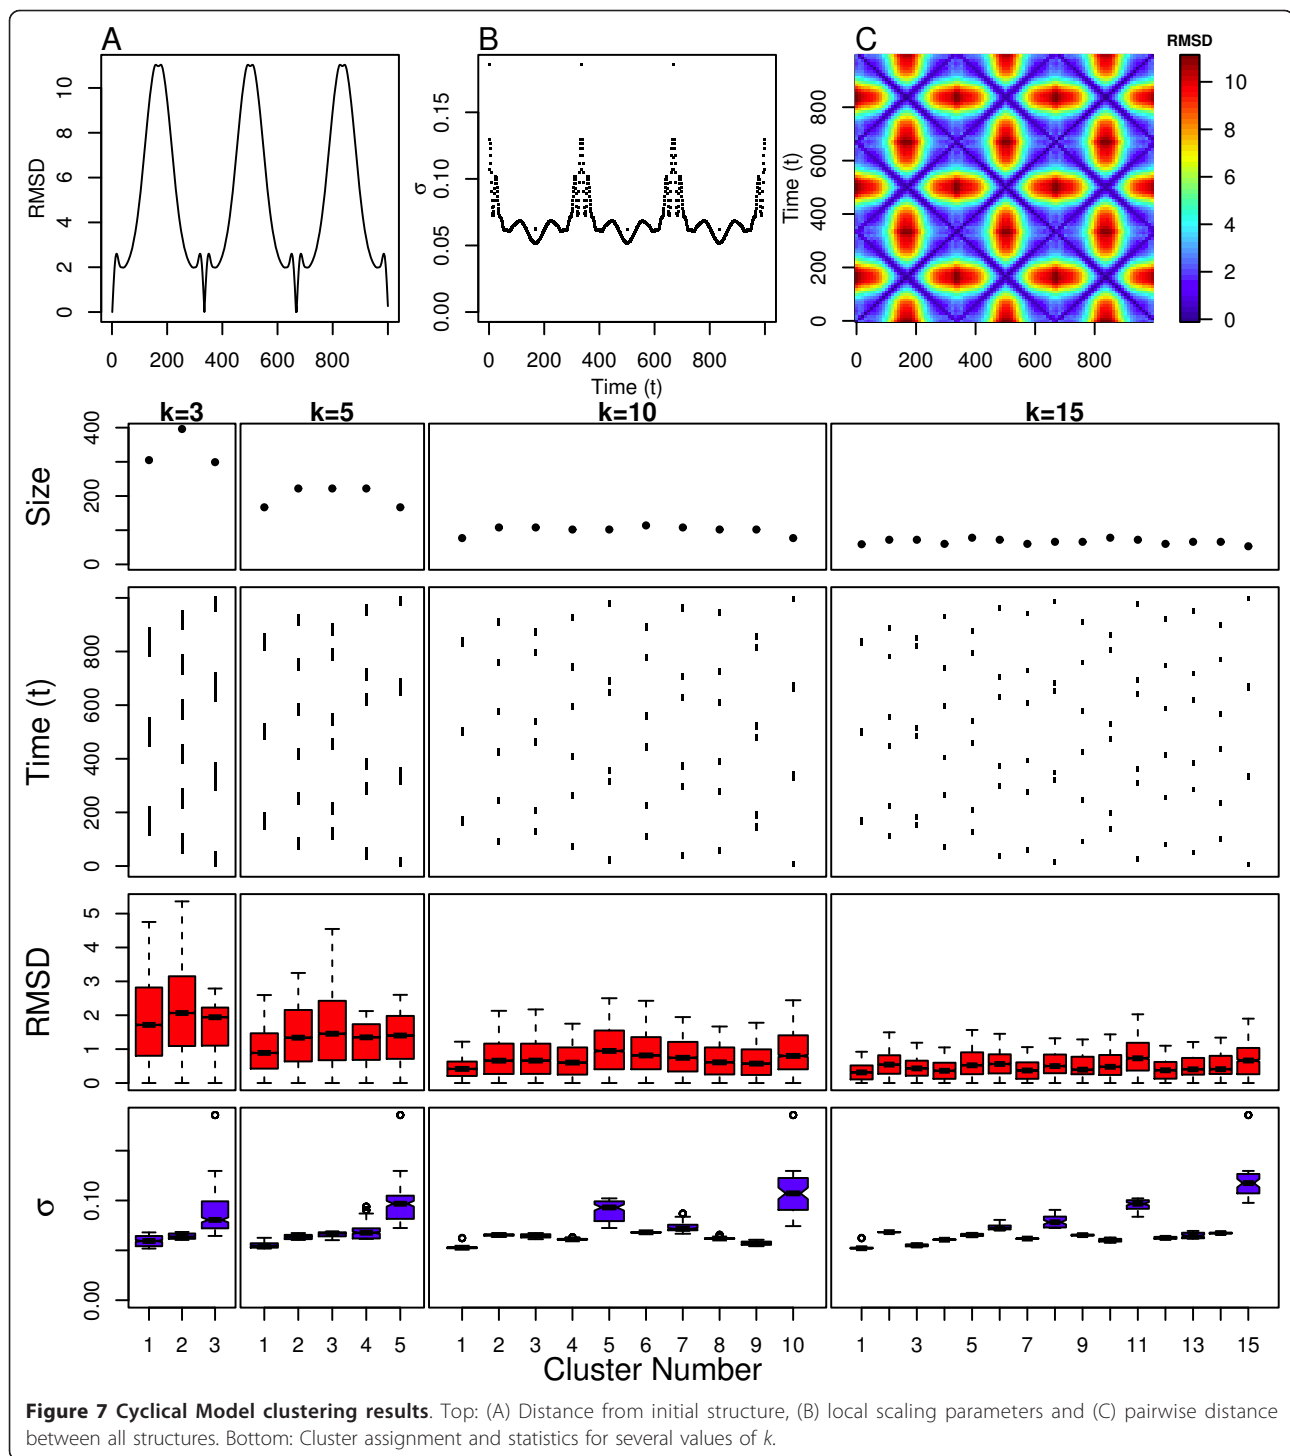 A
B
C
RMSD
RMSD
0 2 4 6 8 10
0 200 400 600 800
σ
0.00 0.05 0.10 0.15
0 200 400 600 800
Time (t)
Time (t)
0 200 400 600 800
0 200 400 600 800
0 2 4 6 8 10
k=3
k=5
k=10
k=15
Size
0 200 400
Time (t)
0 200 400 600 800
RMSD
0 1 2 3 4 5
σ
0.00 0.10
1 2 3
1 2 3 4 5
1 2 3 4 5 6 7 8 9 10
1 3 5 7 9 11 13 15
Cluster Number
Figure 7 Cyclical Model clustering results. Top: (A) Distance from initial structure, (B) local scaling parameters and (C) pairwise distance
between all structures. Bottom: Cluster assignment and statistics for several values of k.